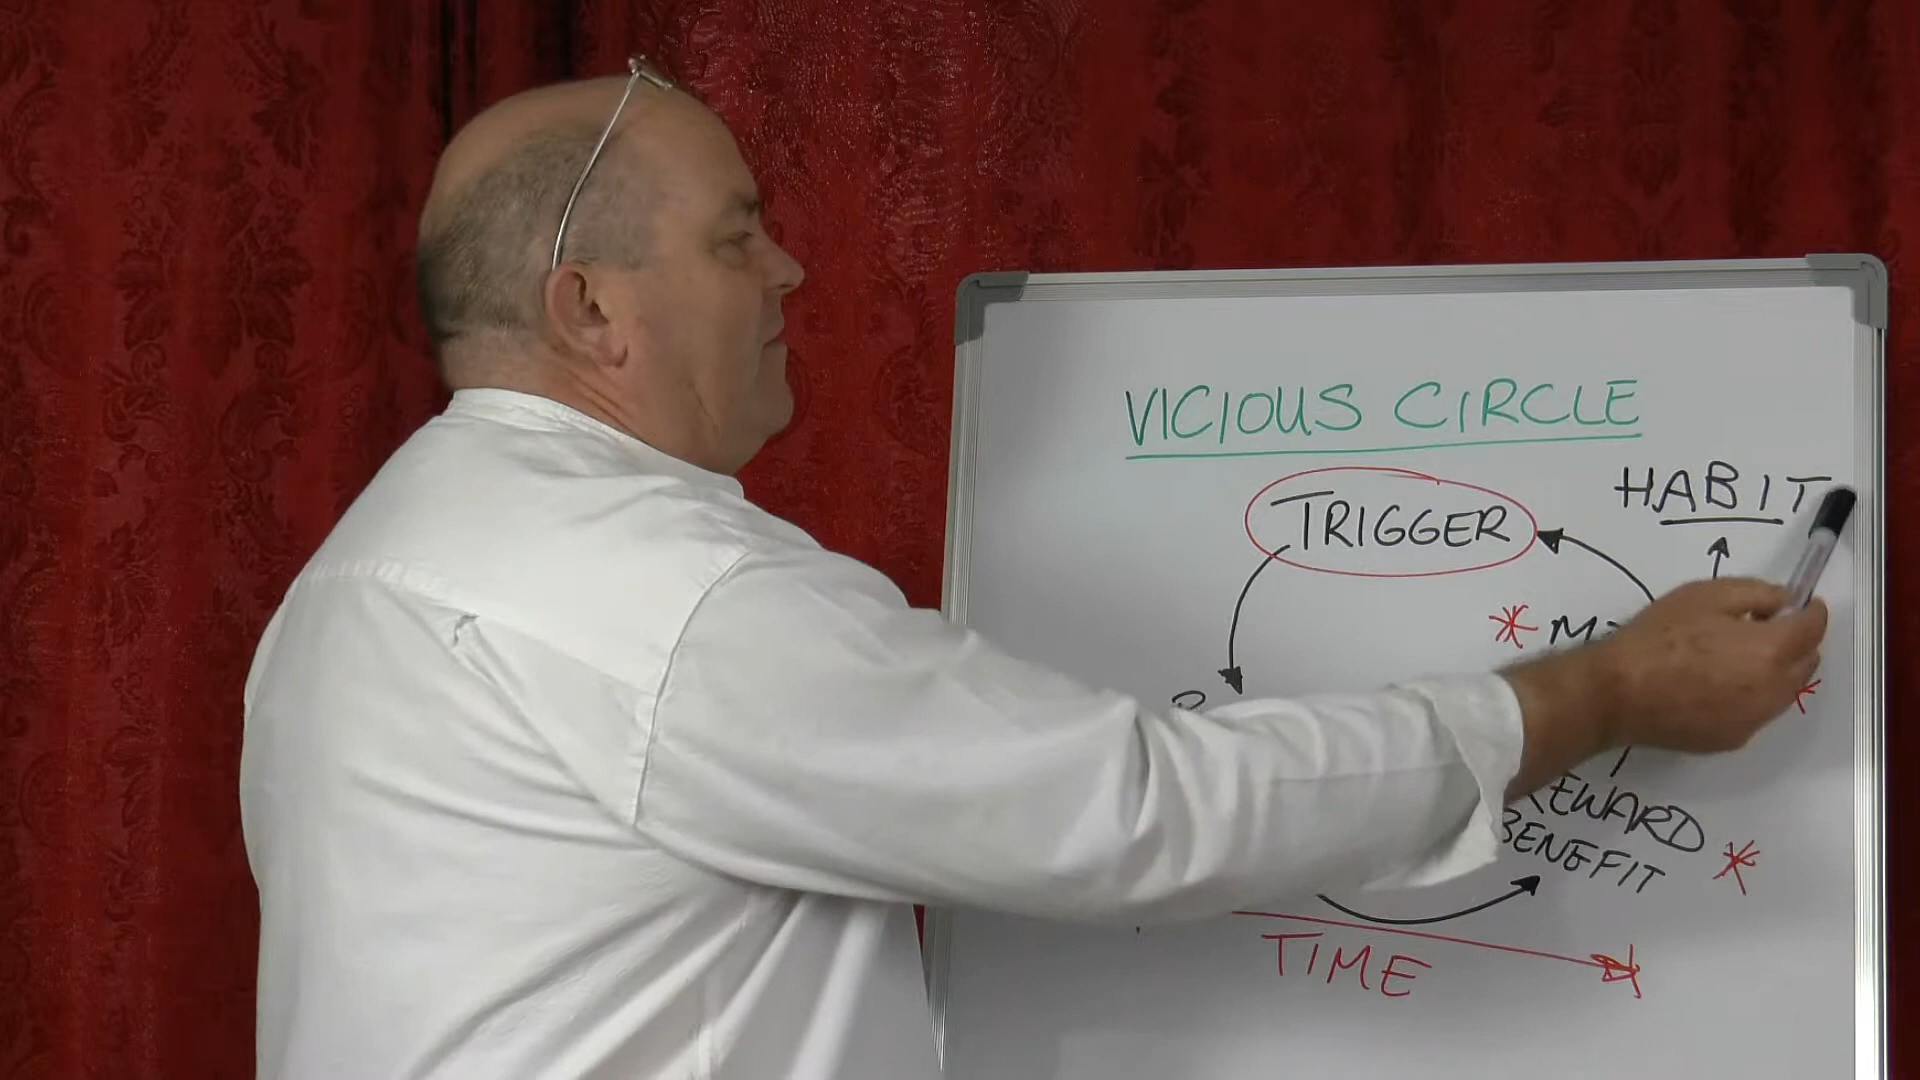 VICIOUS CIRCLE
HABIT
TRIGGER
REWARD
BENEFIT
TIME